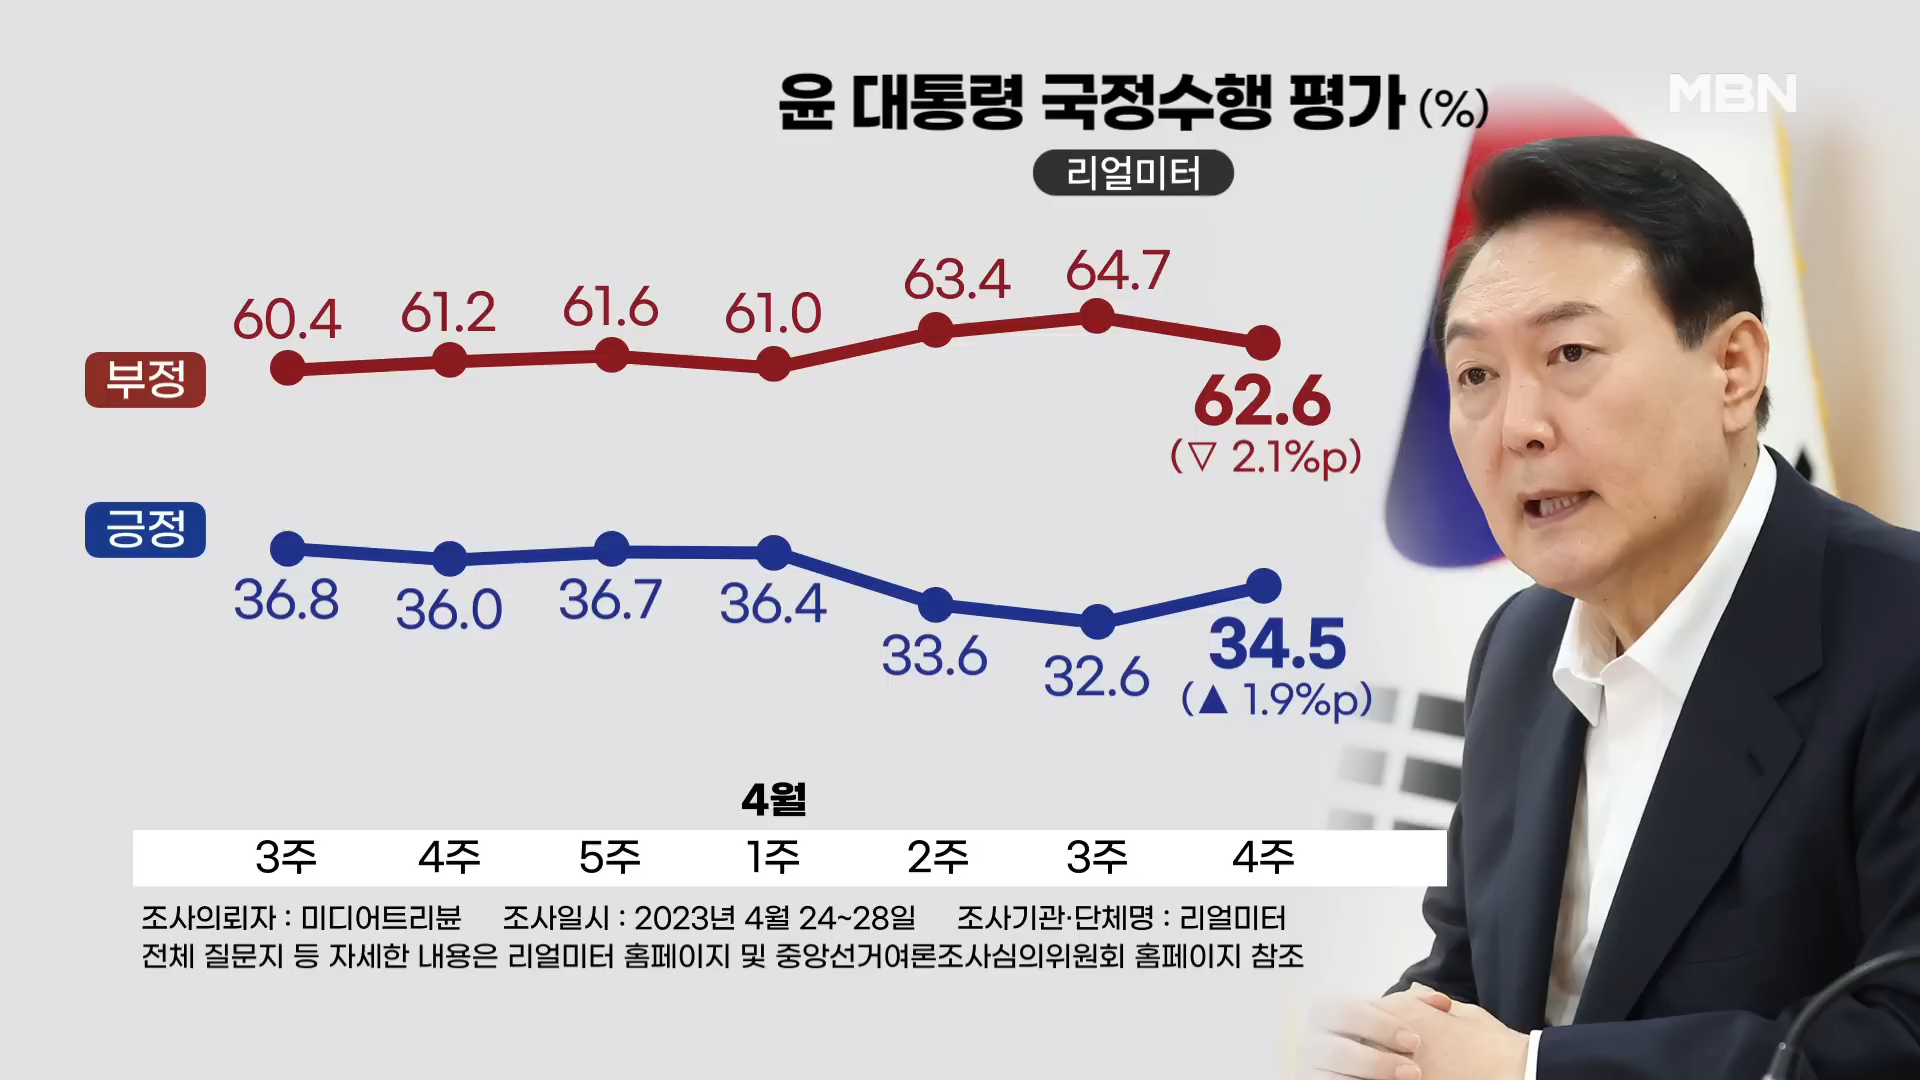 MBN
윤 대통령 국정수행 평가 (%)
리얼미터
부정
60.4 61.2 61.6 61.0 63.4 64.7 62.6
(▽ 2.1%p)
긍정
36.8 36.0 36.7 36.4 33.6 32.6 34.5
(▲ 1.9%p)
4월
3주 4주 5주 1주 2주 3주 4주
조사의뢰자 : 미디어트리뷴 조사일시 : 2023년 4월 24~28일 조사기관·단체명 : 리얼미터
전체 질문지 등 자세한 내용은 리얼미터 홈페이지 및 중앙선거여론조사심의위원회 홈페이지 참조